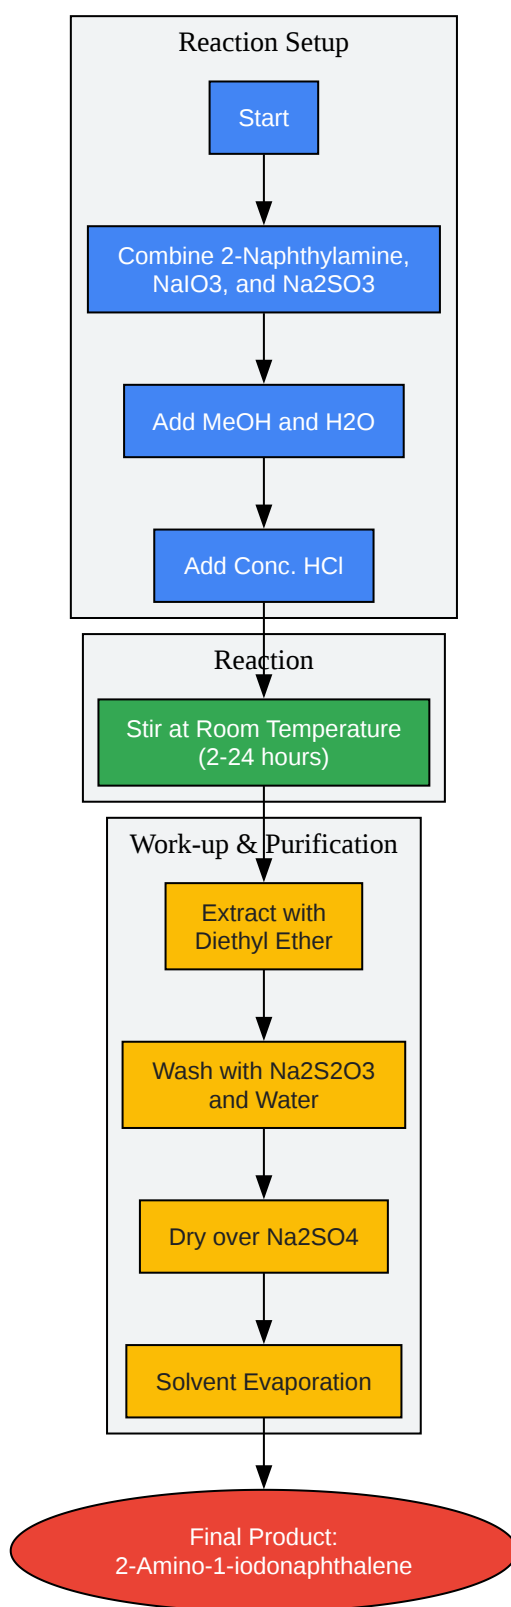 Reaction Setup
Start
Combine 2-Naphthylamine,
NaIO3, and Na2SO3
Add MeOH and H2O
Add Conc. HCl
Reaction
Stir at Room Temperature
(2-24 hours)
Work-up & Purification
Extract with
Diethyl Ether
Wash with Na2S2O3
and Water
Dry over Na2SO4
Solvent Evaporation
Final Product:
2-Amino-1-iodonaphthalene